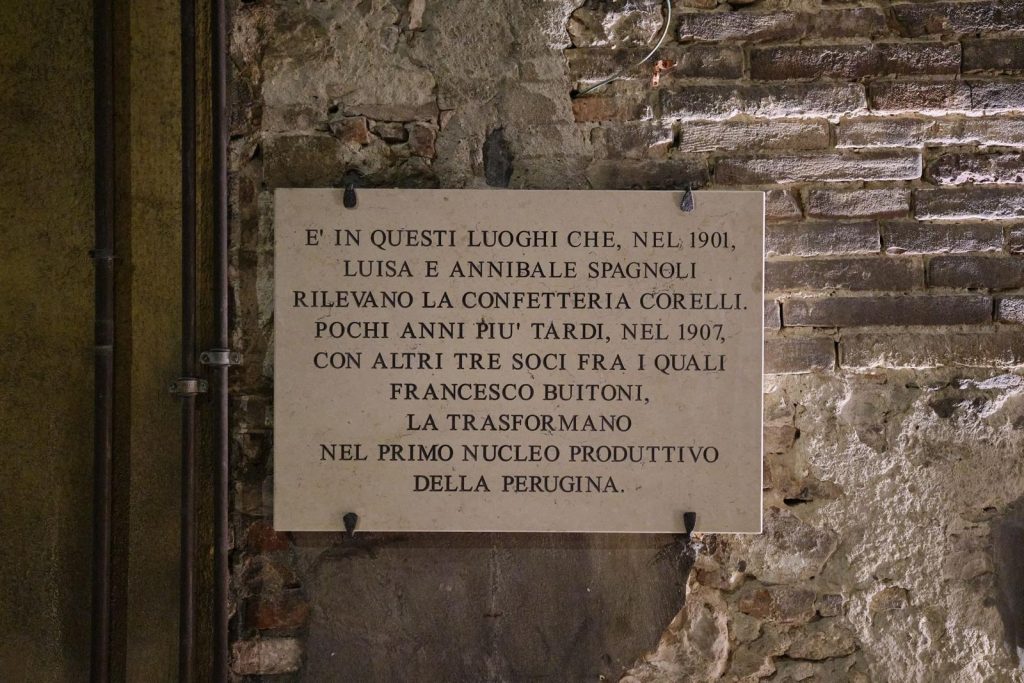 E' IN QUESTI LUOGHI CHE, NEL 1901,
LUISA E ANNIBALE SPAGNOLI
RILEVANO LA CONFETTERIA CORELLI.
POCHI ANNI PIU' TARDI, NEL 1907,
CON ALTRI TRE SOCI FRA I QUALI
FRANCESCO BUITONI,
LA TRASFORMANO
NEL PRIMO NUCLEO PRODUTTIVO
DELLA PERUGINA.